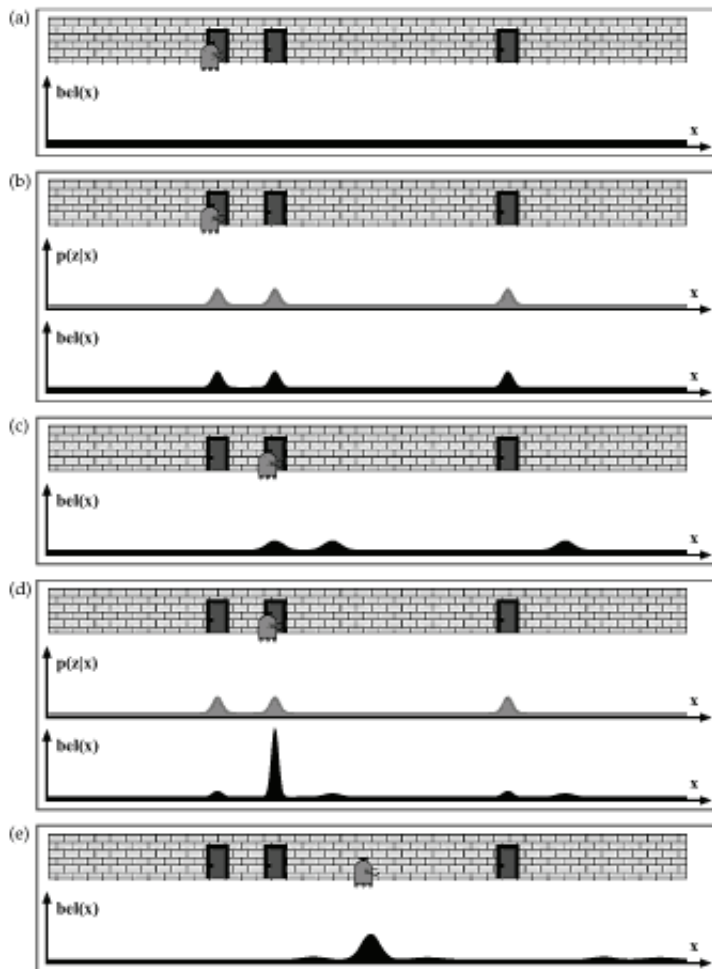 (a)
bel(x)
x
(b)
p(z|x)
x
bel(x)
x
(c)
bel(x)
x
(d)
p(z|x)
x
bel(x)
x
(e)
bel(x)
x